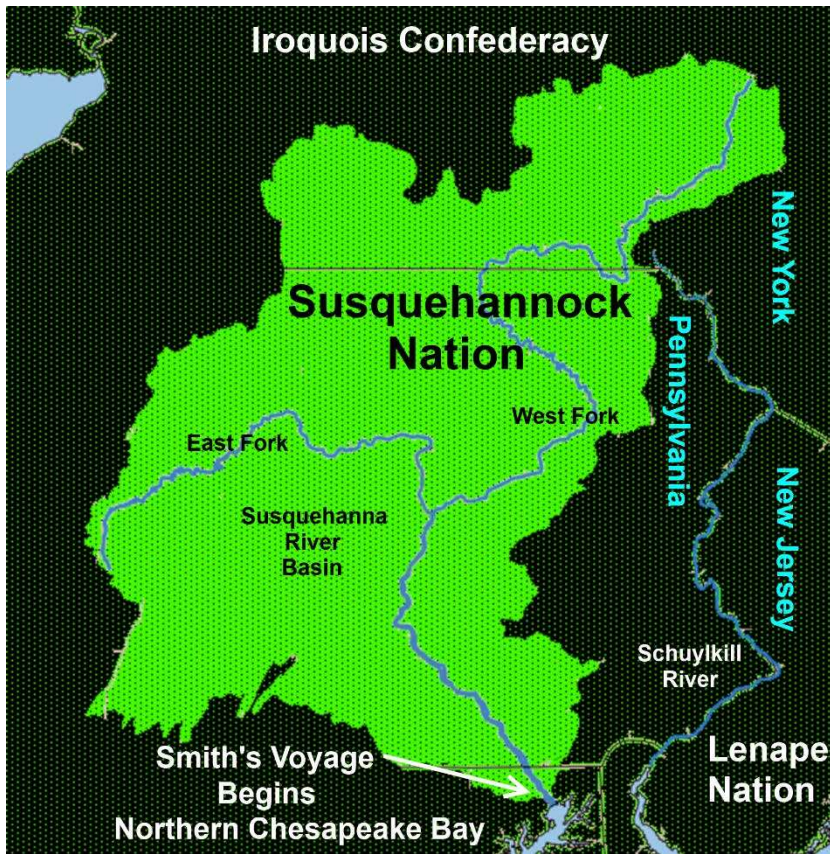 Iroquois Confederacy
New York
Susquehannock
Nation
Pennsylvania
West Fork
East Fork
New Jersey
Susquehanna
River
Basin
Schuylkill
River
Smith's Voyage
Begins
Northern Chesapeake Bay
Lenape
Nation